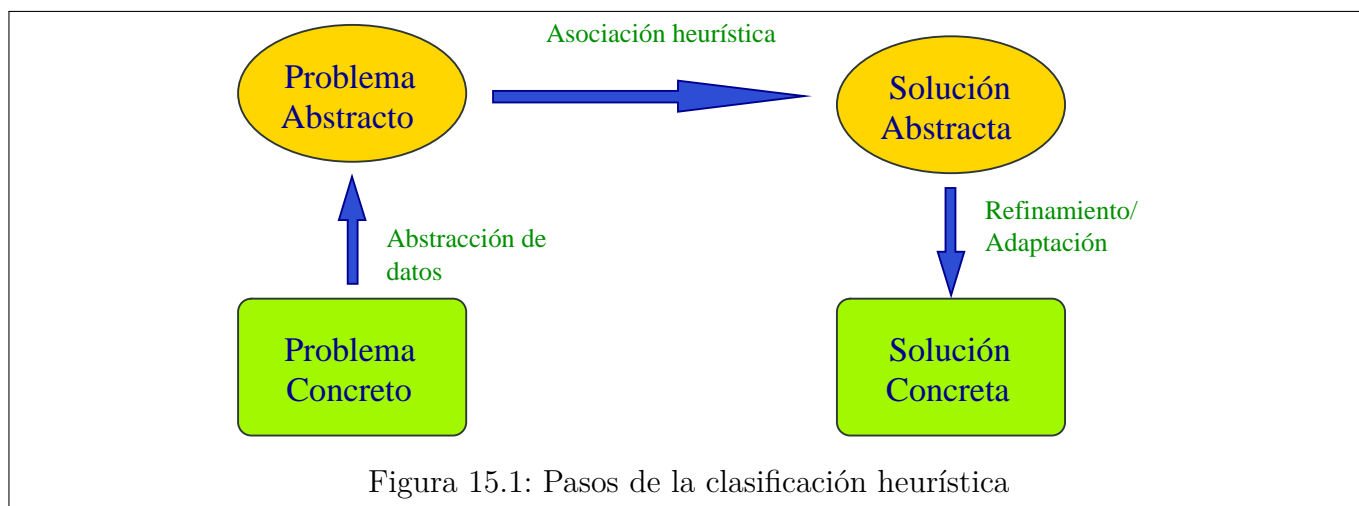 Asociación heurística
Problema
Abstracto
Solución
Abstracta
Abstracción de
datos
Refinamiento/
Adaptación
Problema
Concreto
Solución
Concreta
Figura 15.1: Pasos de la clasificación heurística